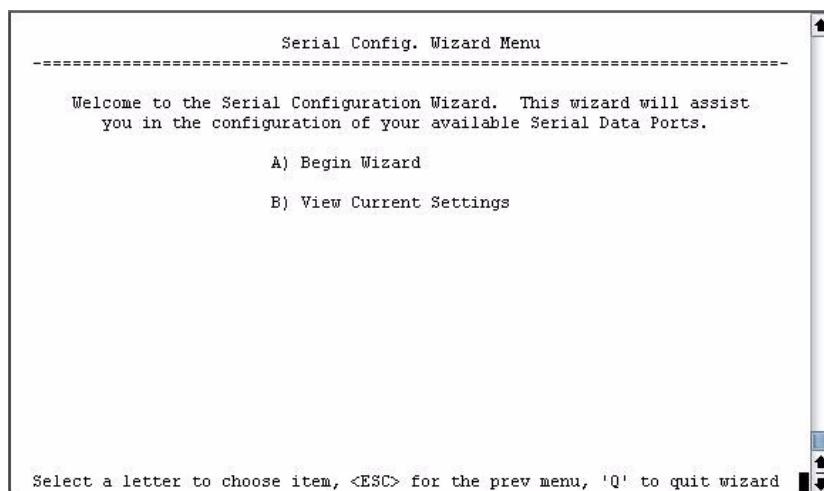 Serial Config. Wizard Menu
-==========================================================================-
Welcome to the Serial Configuration Wizard. This wizard will assist
you in the configuration of your available Serial Data Ports.
A) Begin Wizard
B) View Current Settings
Select a letter to choose item, <ESC> for the prev menu, 'Q' to quit wizard